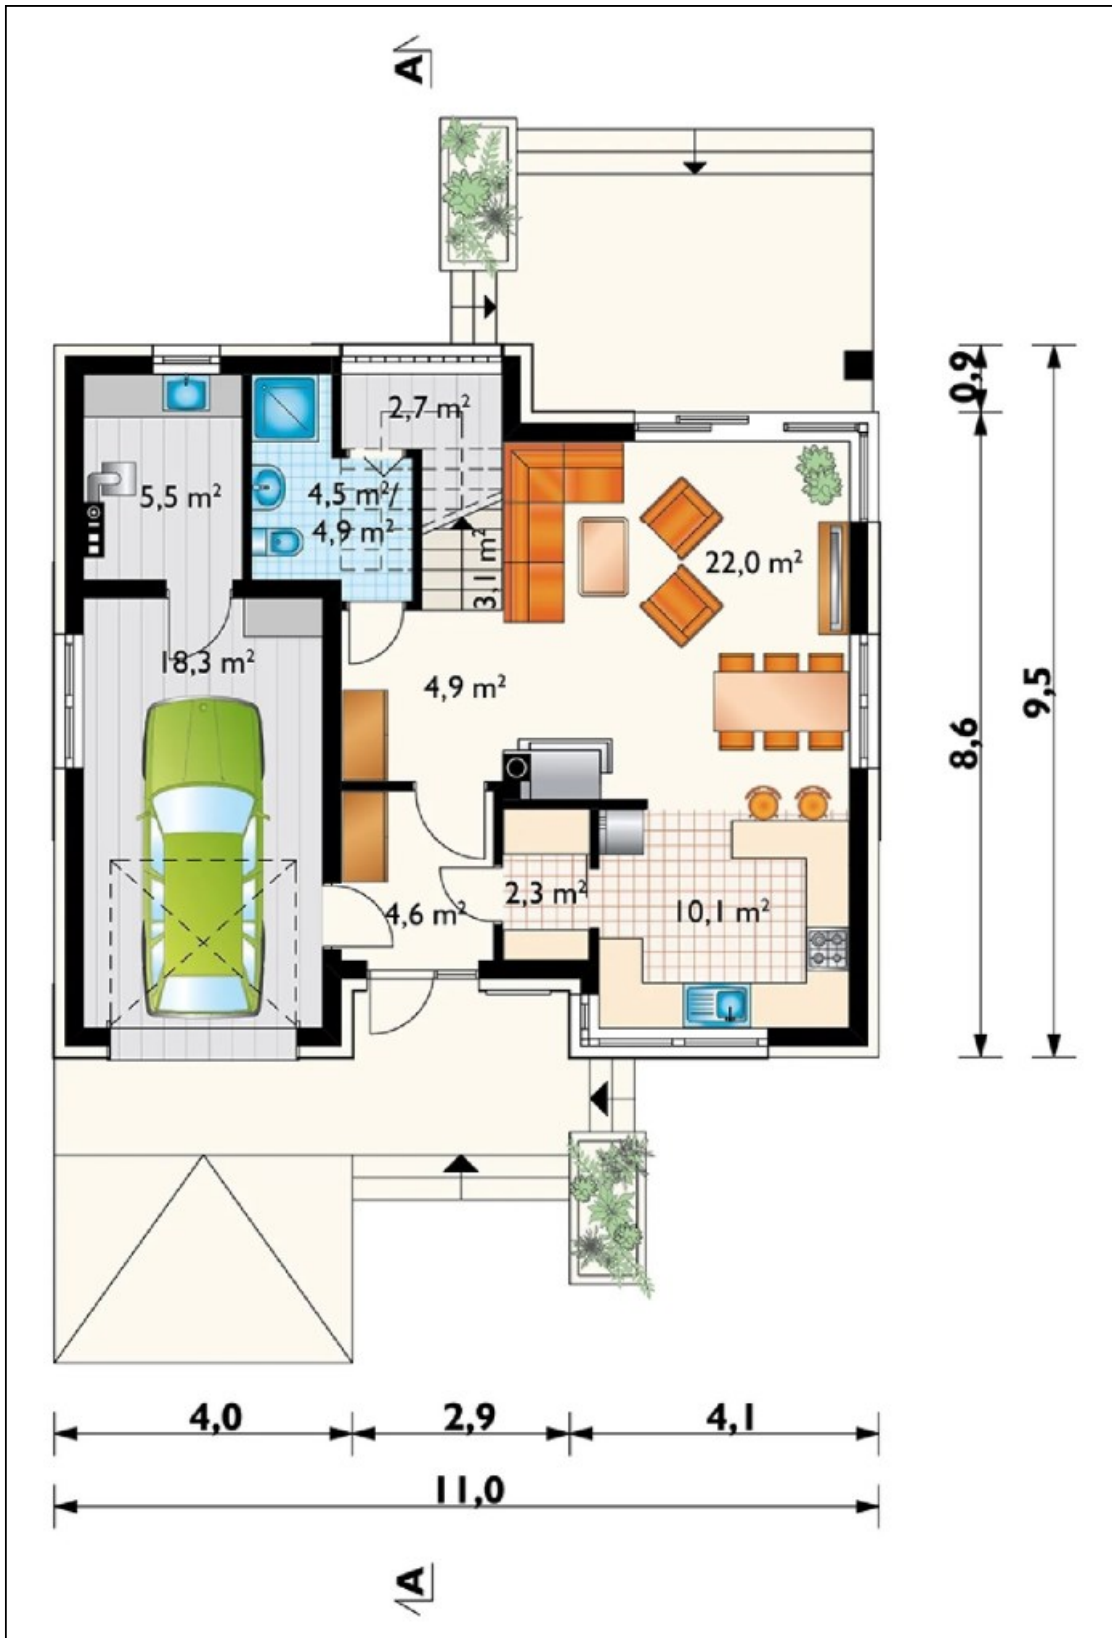 A
2,7 m²
5,5 m²
4,5 m²/
4,9 m²
3,1 m²
22,0 m²
0,9
18,3 m²
4,9 m²
8,6
9,5
4,6 m²
2,3 m²
10,1 m²
4,0
2,9
4,1
11,0
A